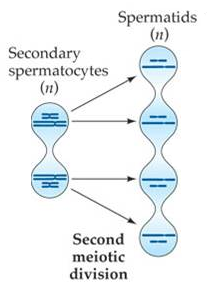 Spermatids
(n)
Secondary
spermatocytes
(n)
Second
meiotic
division